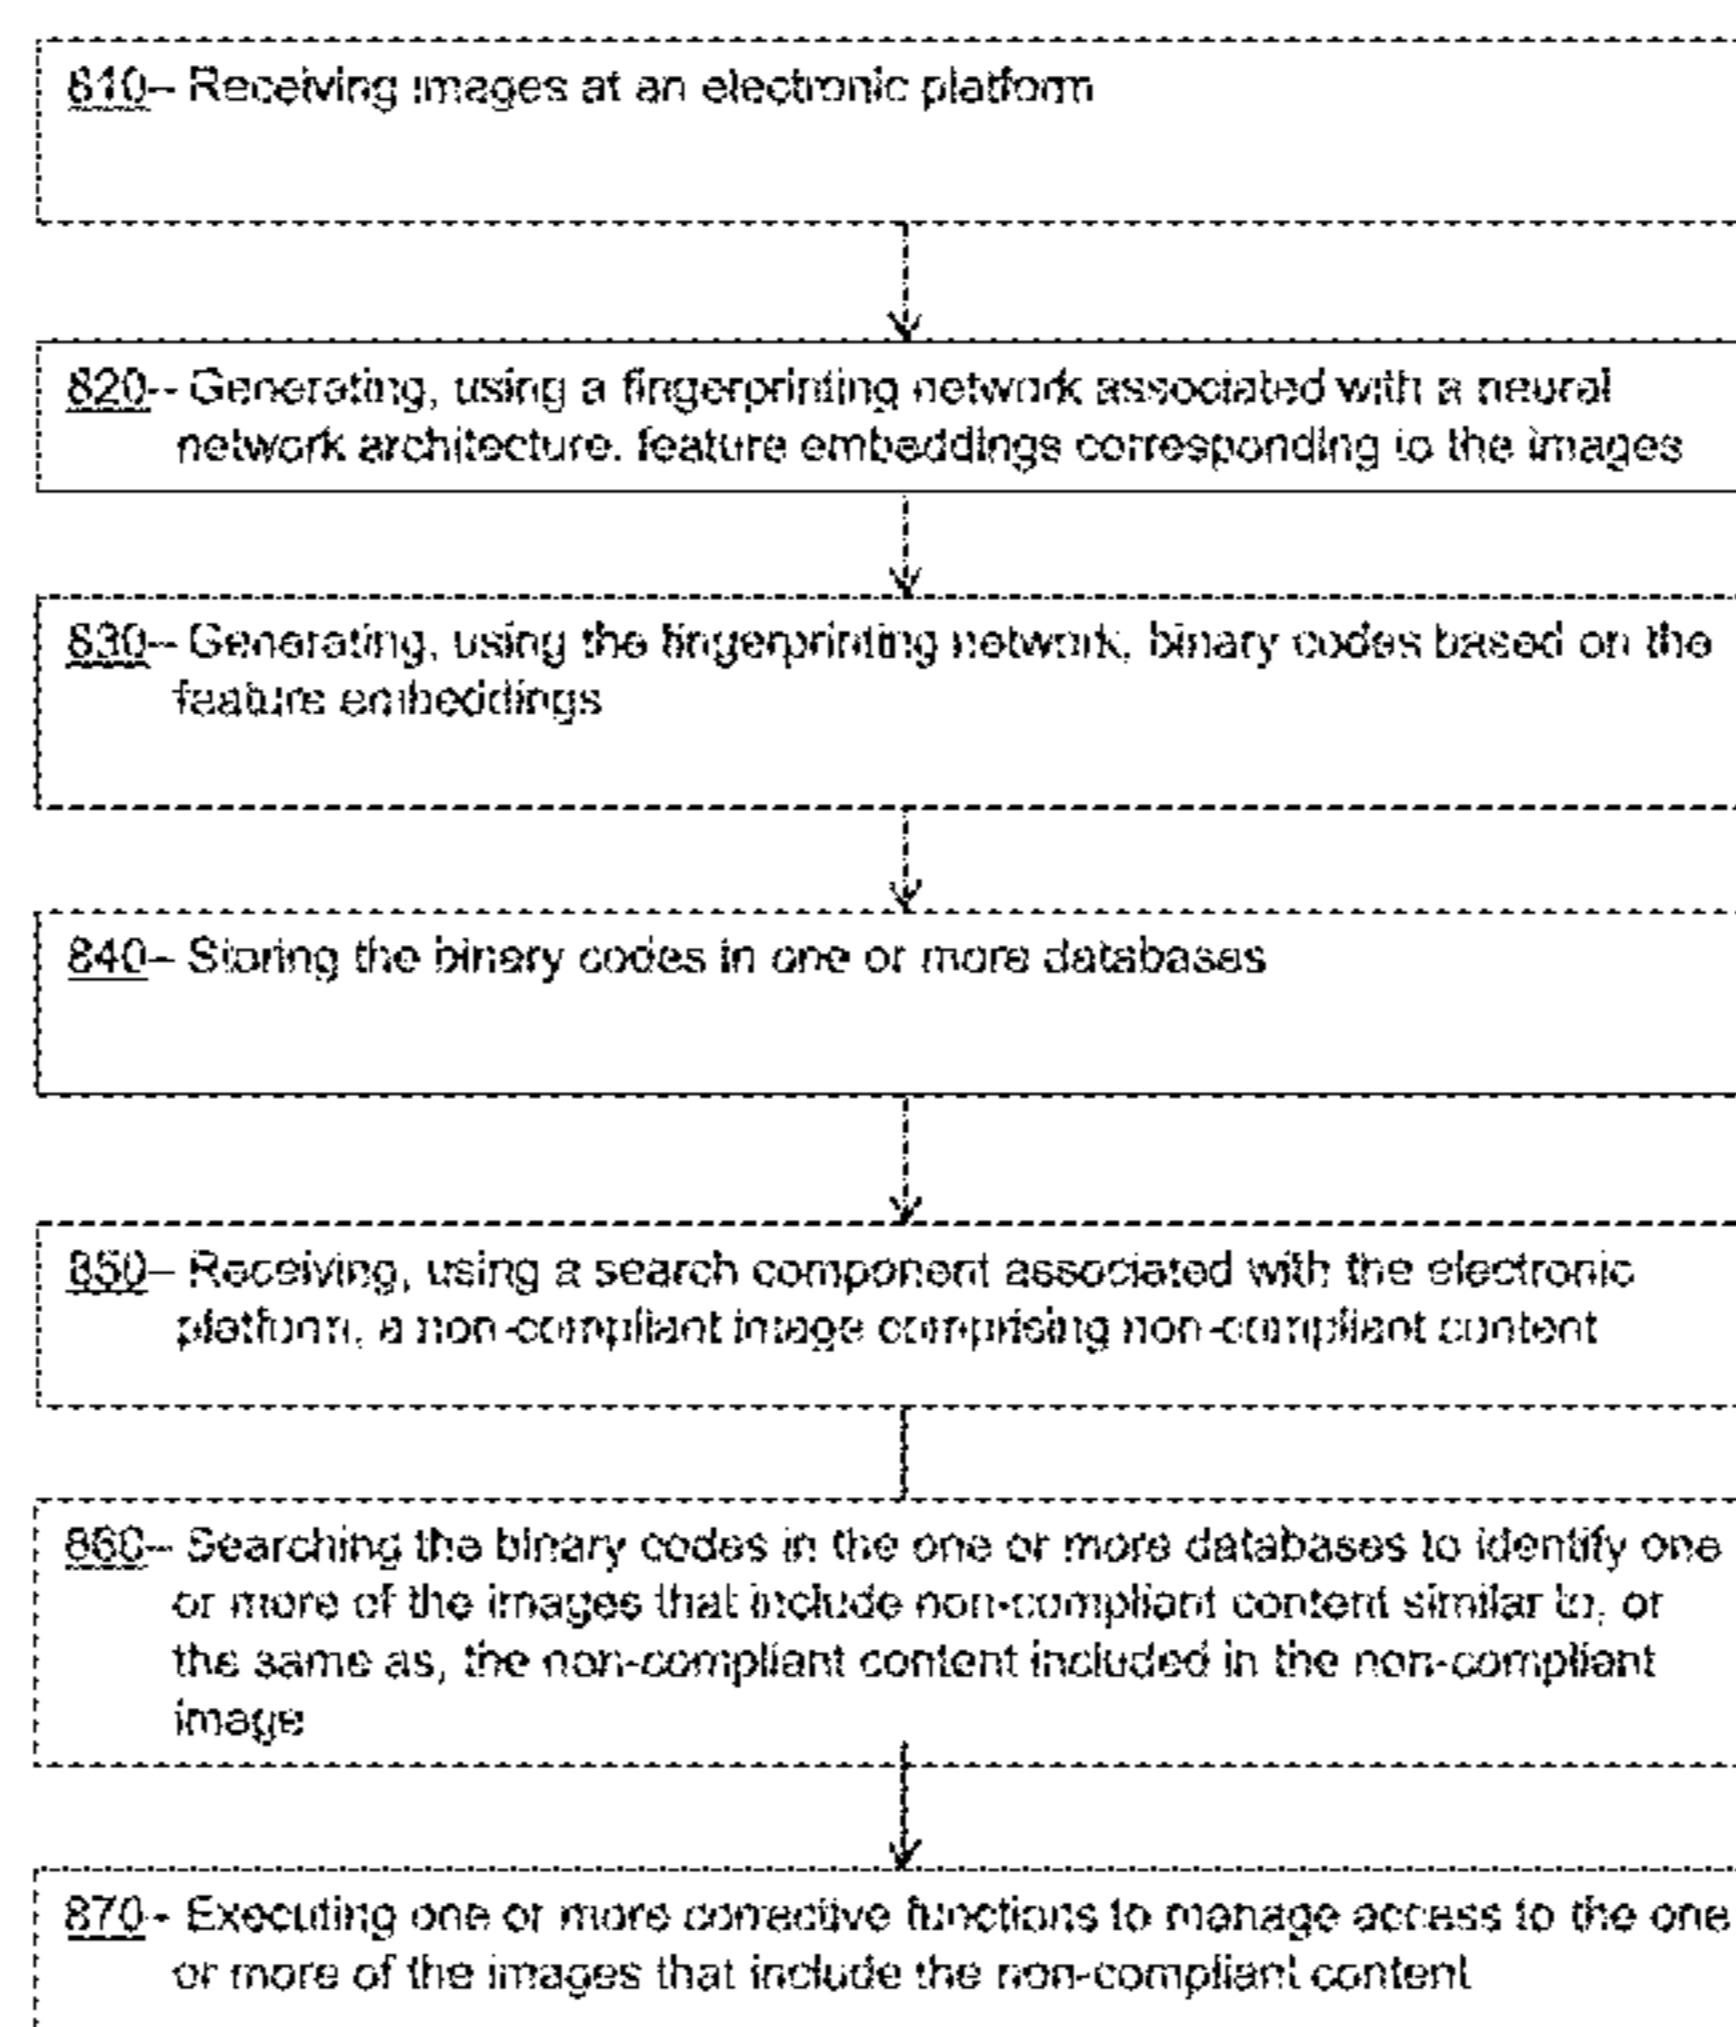 810– Receiving images at an electronic platform
820-- Generating, using a fingerprinting network associated with a neural
network architecture, feature embeddings corresponding to the images
830– Generating, using the fingerprinting network, binary codes based on the
feature embeddings
840– Storing the binary codes in one or more databases
850– Receiving, using a search component associated with the electronic
platform, a non-compliant image comprising non-compliant content
860– Searching the binary codes in the one or more databases to identify one
or more of the images that include non-compliant content similar to, or
the same as, the non-compliant content included in the non-compliant
image
870- Executing one or more corrective functions to manage access to the one
or more of the images that include the non-compliant content